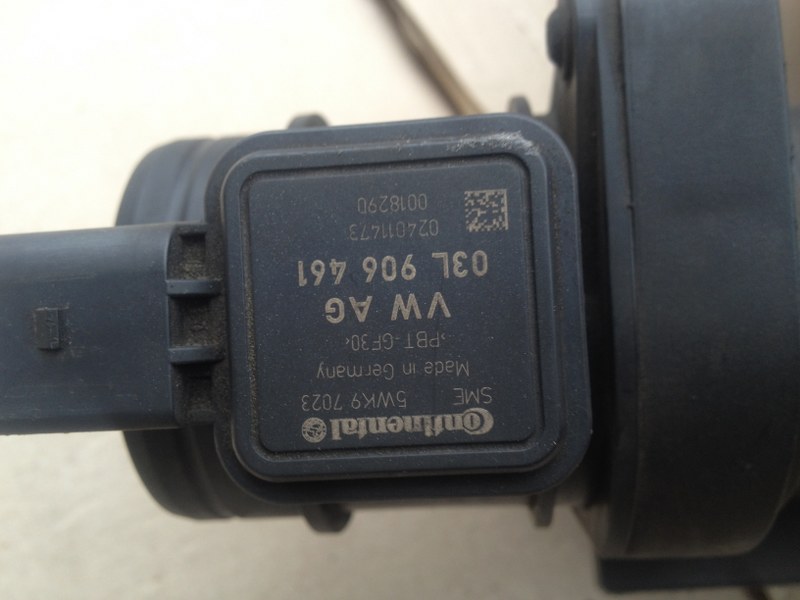 Continental
SME 5WK9 7023
Made in Germany
>PBT-GF30<
VW AG
03L 906 461
024011473
0018290